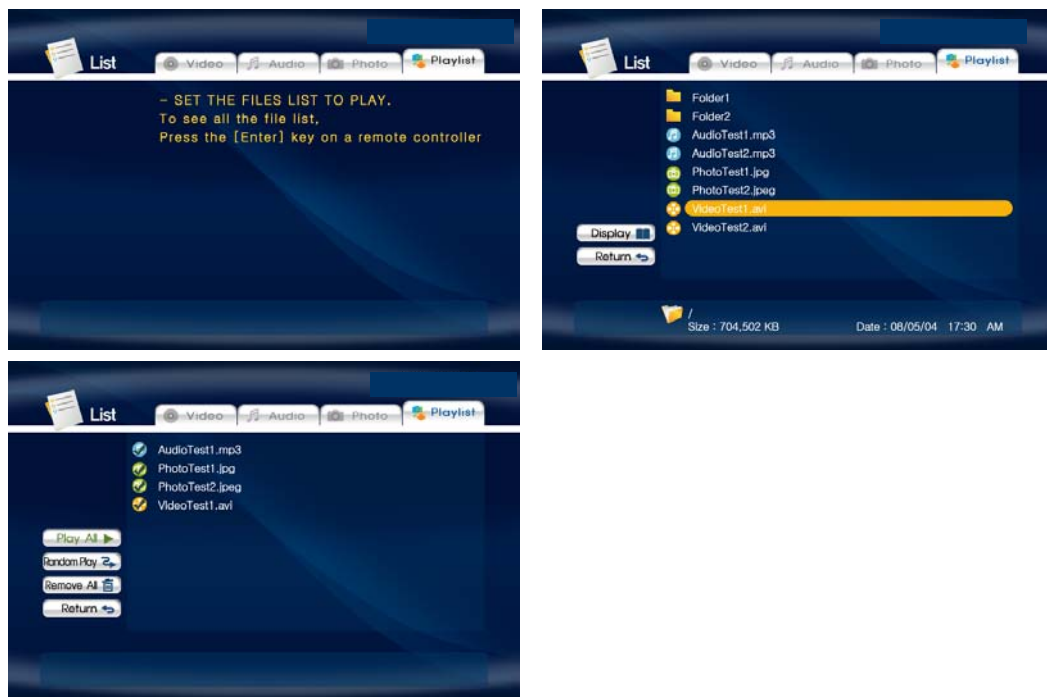 List
Video Audio Photo Playlist
- SET THE FILES LIST TO PLAY.
To see all the file list,
Press the [Enter] key on a remote controller
List
Video Audio Photo Playlist
Folder1
Folder2
AudioTest1.mp3
AudioTest2.mp3
PhotoTest1.jpg
PhotoTest2.jpeg
VideoTest1.avi
VideoTest2.avi
Display
Return
/
Size : 704,502 KB Date : 08/05/04 17:30 AM
List
Video Audio Photo Playlist
AudioTest1.mp3
PhotoTest1.jpg
PhotoTest2.jpeg
VideoTest1.avi
Play All
Random Play
Remove All
Return